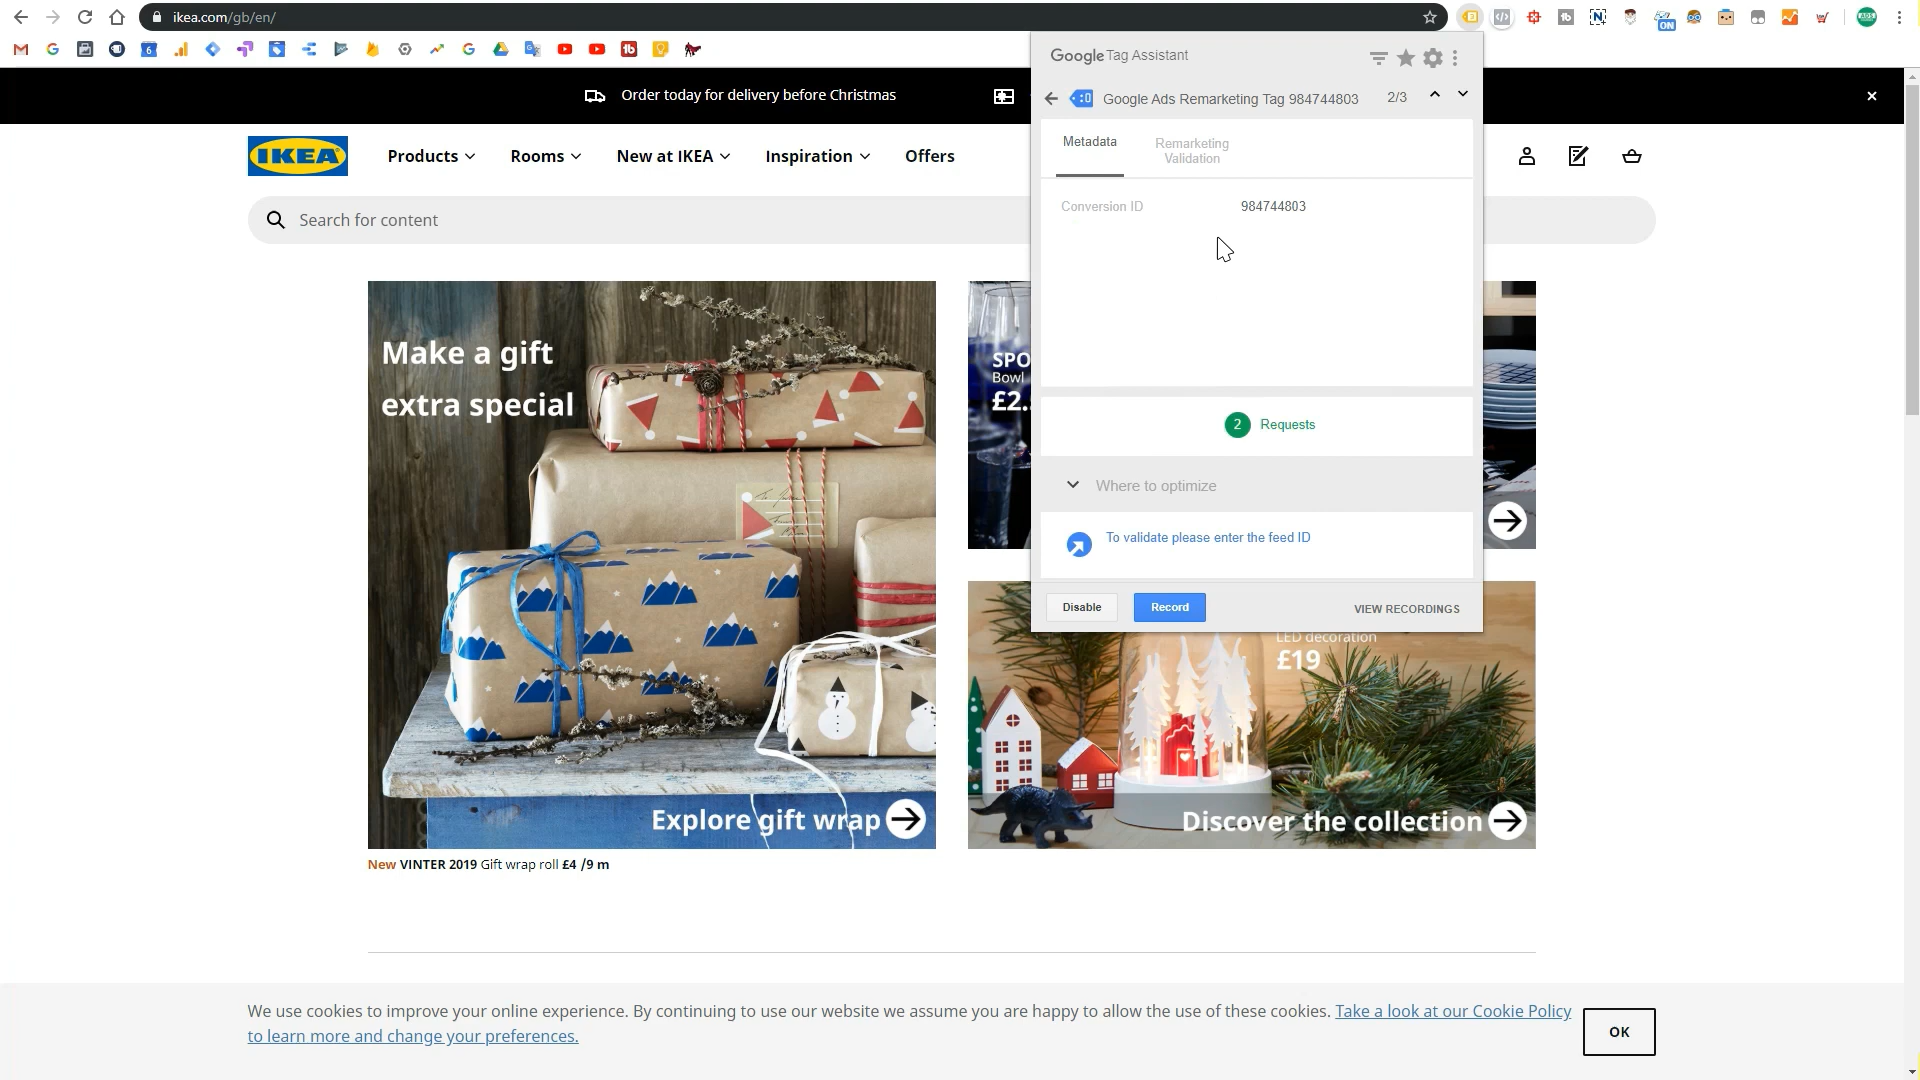 ikea.com/gb/en/
ON
ADS
6
Google Tag Assistant
Google Ads Remarketing Tag 984744803
2/3
Metadata
Remarketing
Validation
Conversion ID
984744803
2
Requests
Where to optimize
To validate please enter the feed ID
Disable
Record
VIEW RECORDINGS
Order today for delivery before Christmas
IKEA
Products
Rooms
New at IKEA
Inspiration
Offers
Search for content
Make a gift
extra special
Explore gift wrap
New VINTER 2019 Gift wrap roll £4 /9 m
SPO
Bowl
£2.
LED decoration
£19
Discover the collection
We use cookies to improve your online experience. By continuing to use our website we assume you are happy to allow the use of these cookies. Take a look at our Cookie Policy
to learn more and change your preferences.
OK